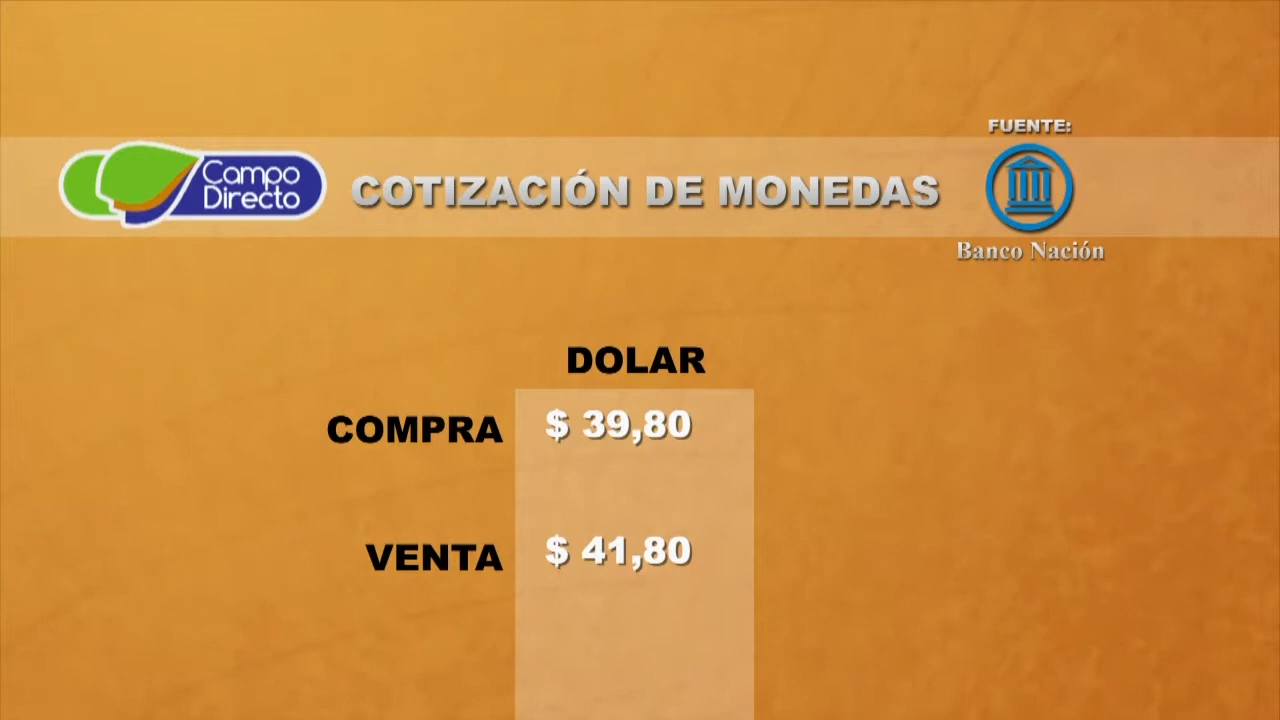 FUENTE:
Campo
Directo
COTIZACIÓN DE MONEDAS
Banco Nación
DOLAR
COMPRA $ 39,80
VENTA $ 41,80